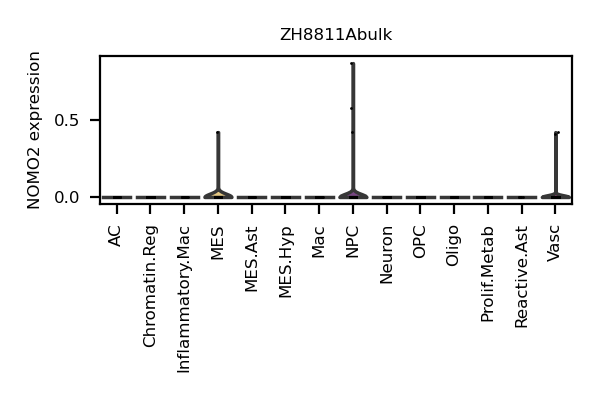 ZH8811Abulk
NOMO2 expression
0.5
0.0
AC
Chromatin.Reg
Inflammatory.Mac
MES
MES.Ast
MES.Hyp
Mac
NPC
Neuron
OPC
Oligo
Prolif.Metab
Reactive.Ast
Vasc